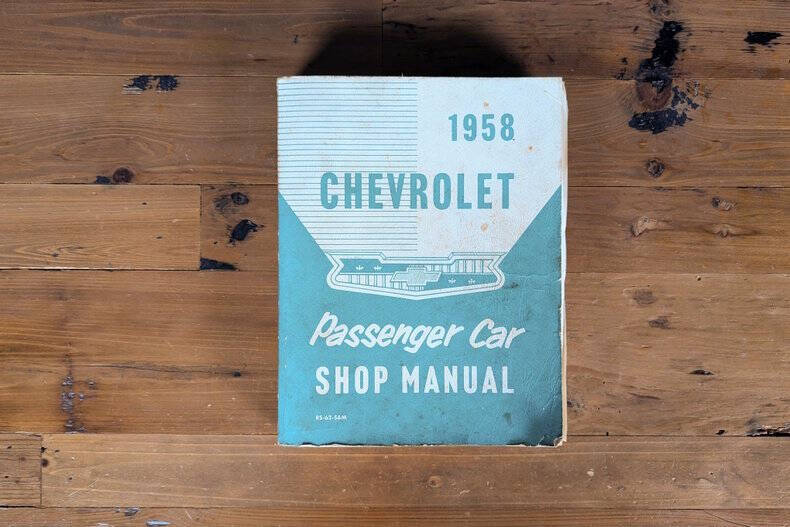 1958
CHEVROLET
Passenger Car
SHOP MANUAL